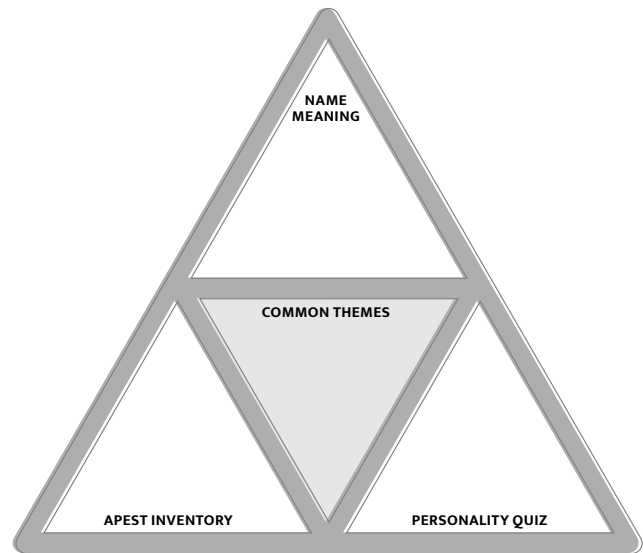 NAME
MEANING
COMMON THEMES
APEST INVENTORY
PERSONALITY QUIZ